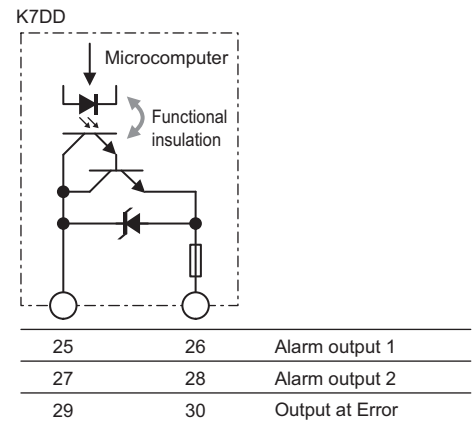 K7DD
Microcomputer
Functional
insulation
25 26 Alarm output 1
27 28 Alarm output 2
29 30 Output at Error